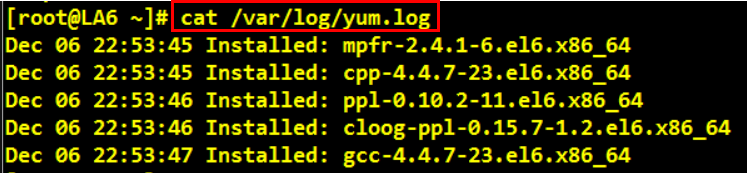 [root@LA6 ~]# cat /var/log/yum.log
Dec 06 22:53:45 Installed: mpfr-2.4.1-6.el6.x86_64
Dec 06 22:53:45 Installed: cpp-4.4.7-23.el6.x86_64
Dec 06 22:53:46 Installed: ppl-0.10.2-11.el6.x86_64
Dec 06 22:53:46 Installed: cloog-ppl-0.15.7-1.2.el6.x86_64
Dec 06 22:53:47 Installed: gcc-4.4.7-23.el6.x86_64